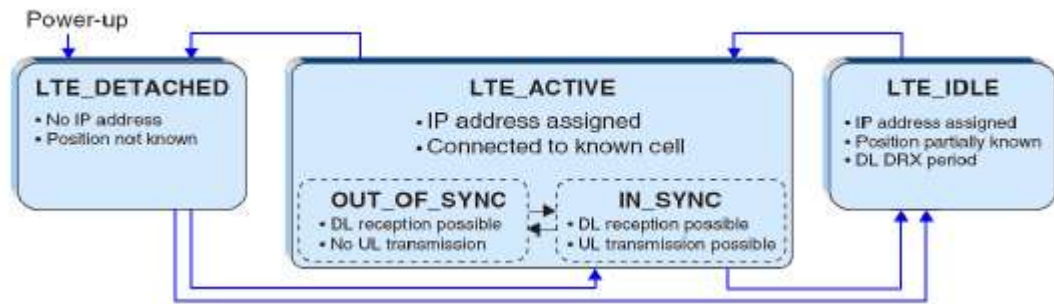 Power-up
LTE_DETACHED
• No IP address
• Position not known
LTE_ACTIVE
• IP address assigned
• Connected to known cell
OUT_OF_SYNC
• DL reception possible
• No UL transmission
IN_SYNC
• DL reception possible
• UL transmission possible
LTE_IDLE
• IP address assigned
• Position partially known
• DL DRX period